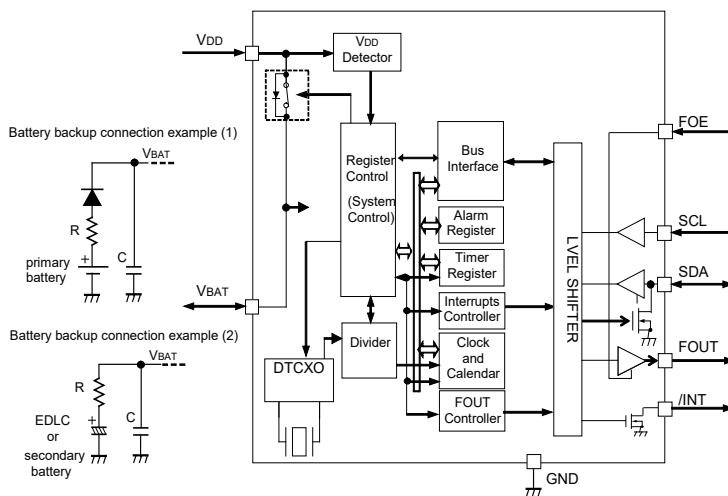 VDD
VDD
Detector
Battery backup connection example (1)
VBAT
R
C
+
primary
battery
VBAT
Battery backup connection example (2)
VBAT
R
C
+
EDLC
or
secondary
battery
Register
Control
(System
Control)
Bus
Interface
Alarm
Register
Timer
Register
Interrupts
Controller
Divider
Clock
and
Calendar
DTCXO
FOUT
Controller
LVEL SHIFTER
FOE
SCL
SDA
FOUT
/INT
GND